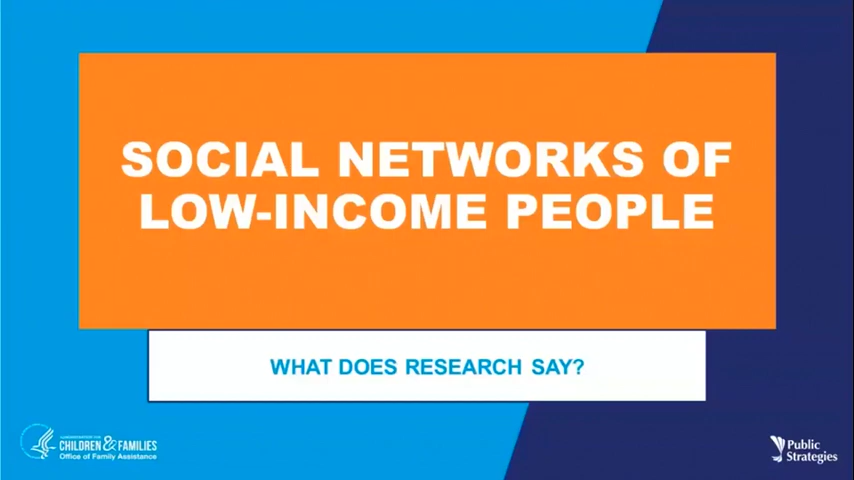 SOCIAL NETWORKS OF
LOW-INCOME PEOPLE
WHAT DOES RESEARCH SAY?
CHILDREN & FAMILIES
Office of Family Assistance
Public
Strategies